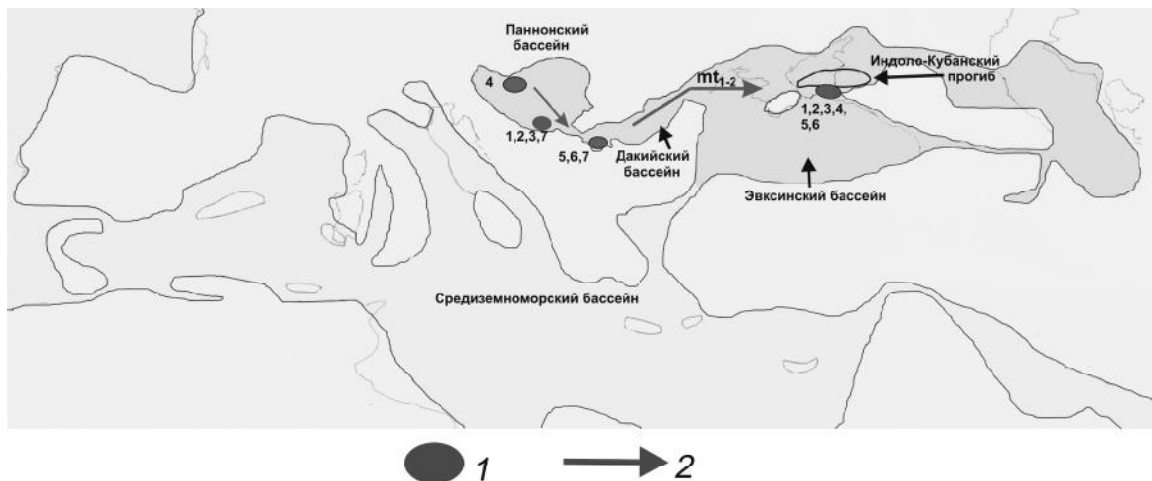 Паннонский
бассейн
4
mt1-2
Индоло-Кубанский
прогиб
1,2,3,4,
5,6
1,2,3,7
5,6,7
Дакийский
бассейн
Эвксинский бассейн
Средиземноморский бассейн
1
2